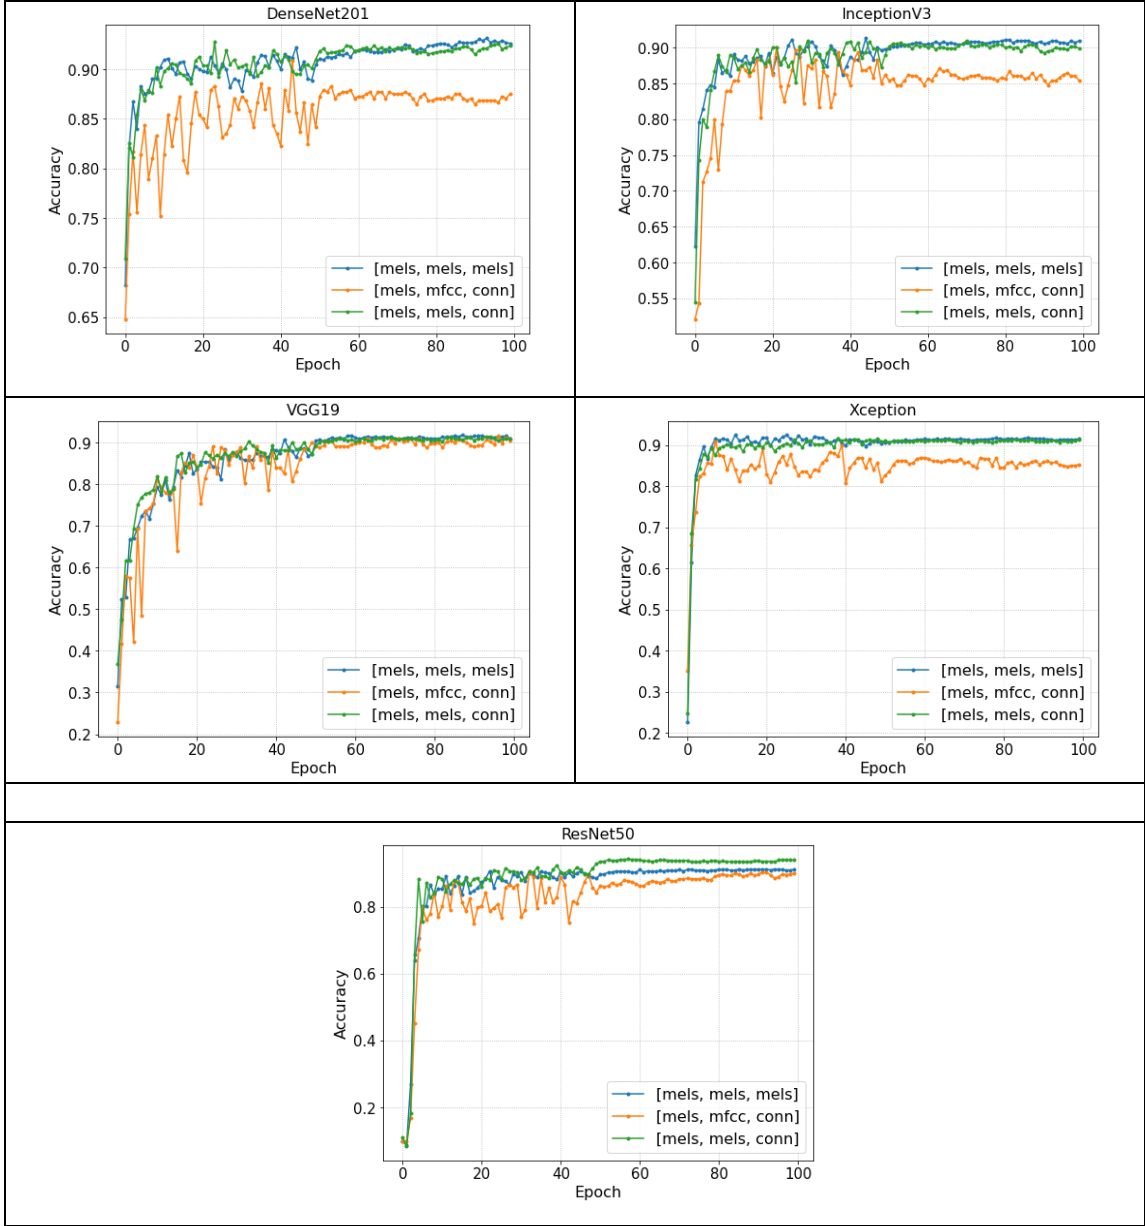 DenseNet201
0.90
0.85
0.80
0.75
0.70
0.65
Accuracy
[mels, mels, mels]
[mels, mfcc, conn]
[mels, mels, conn]
0 20 40 60 80 100
Epoch
InceptionV3
0.90
0.85
0.80
0.75
0.70
0.65
0.60
0.55
Accuracy
[mels, mels, mels]
[mels, mfcc, conn]
[mels, mels, conn]
0 20 40 60 80 100
Epoch
VGG19
0.9
0.8
0.7
0.6
0.5
0.4
0.3
0.2
Accuracy
[mels, mels, mels]
[mels, mfcc, conn]
[mels, mels, conn]
0 20 40 60 80 100
Epoch
Xception
0.9
0.8
0.7
0.6
0.5
0.4
0.3
0.2
Accuracy
[mels, mels, mels]
[mels, mfcc, conn]
[mels, mels, conn]
0 20 40 60 80 100
Epoch
ResNet50
0.8
0.6
0.4
0.2
Accuracy
[mels, mels, mels]
[mels, mfcc, conn]
[mels, mels, conn]
0 20 40 60 80 100
Epoch